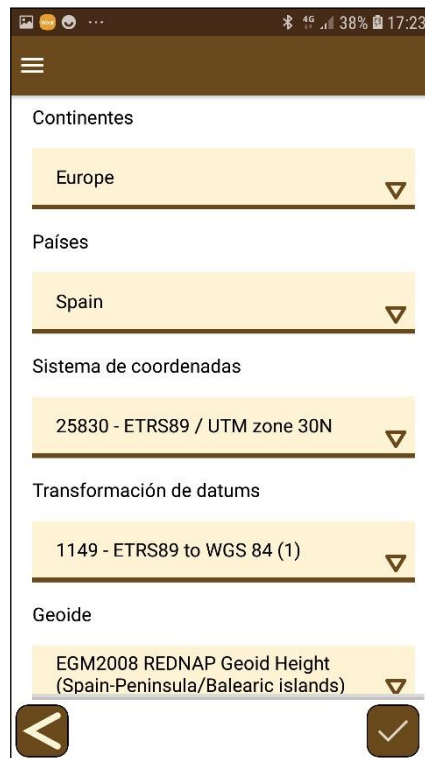 4G 38% 17:23
Continentes
Europe
Países
Spain
Sistema de coordenadas
25830 - ETRS89 / UTM zone 30N
Transformación de datums
1149 - ETRS89 to WGS 84 (1)
Geoide
EGM2008 REDNAP Geoid Height
(Spain-Peninsula/Balearic islands)